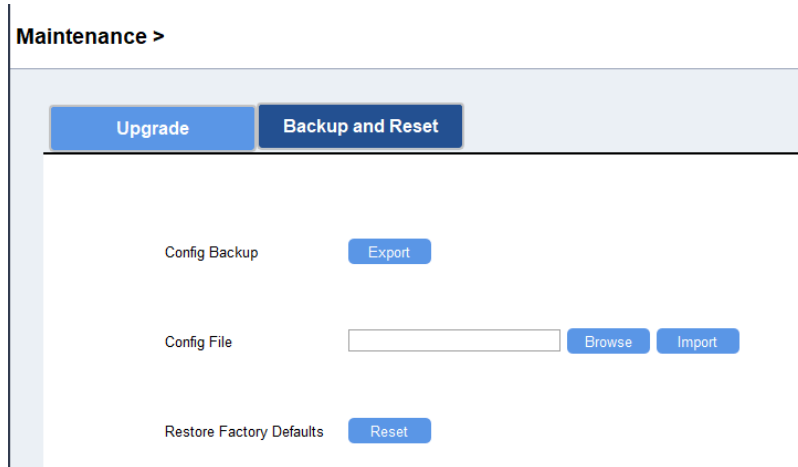 Maintenance >
Upgrade
Backup and Reset
Config Backup
Export
Config File
Browse
Import
Restore Factory Defaults
Reset